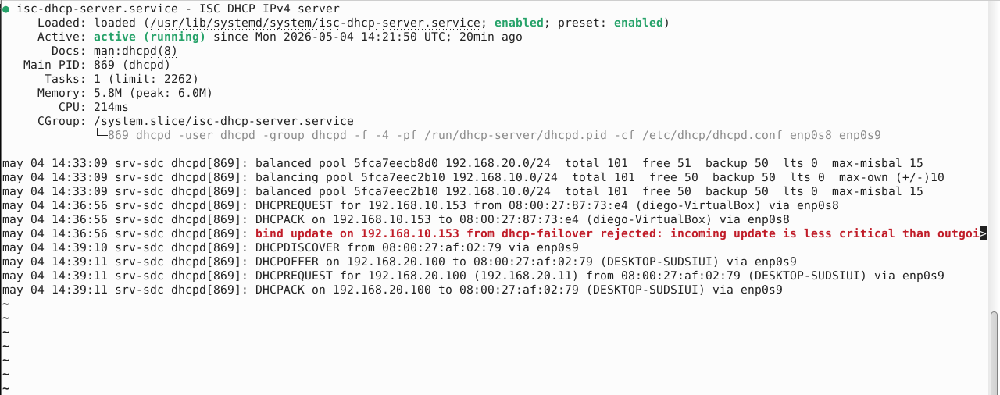 ● isc-dhcp-server.service - ISC DHCP IPv4 server
     Loaded: loaded (/usr/lib/systemd/system/isc-dhcp-server.service; enabled; preset: enabled)
     Active: active (running) since Mon 2026-05-04 14:21:50 UTC; 20min ago
       Docs: man:dhcpd(8)
   Main PID: 869 (dhcpd)
      Tasks: 1 (limit: 2262)
     Memory: 5.8M (peak: 6.0M)
        CPU: 214ms
     CGroup: /system.slice/isc-dhcp-server.service
             └─869 dhcpd -user dhcpd -group dhcpd -f -4 -pf /run/dhcp-server/dhcpd.pid -cf /etc/dhcp/dhcpd.conf enp0s8 enp0s9

may 04 14:33:09 srv-sdc dhcpd[869]: balanced pool 5fca7eecb8d0 192.168.20.0/24  total 101  free 51  backup 50  lts 0  max-misbal 15
may 04 14:33:09 srv-sdc dhcpd[869]: balancing pool 5fca7eec2b10 192.168.10.0/24  total 101  free 50  backup 50  lts 0  max-own (+/-)10
may 04 14:33:09 srv-sdc dhcpd[869]: balanced pool 5fca7eec2b10 192.168.10.0/24  total 101  free 50  backup 50  lts 0  max-misbal 15
may 04 14:36:56 srv-sdc dhcpd[869]: DHCPREQUEST for 192.168.10.153 from 08:00:27:87:73:e4 (diego-VirtualBox) via enp0s8
may 04 14:36:56 srv-sdc dhcpd[869]: DHCPACK on 192.168.10.153 to 08:00:27:87:73:e4 (diego-VirtualBox) via enp0s8
may 04 14:36:56 srv-sdc dhcpd[869]: bind update on 192.168.10.153 from dhcp-failover rejected: incoming update is less critical than outgoi>
may 04 14:39:10 srv-sdc dhcpd[869]: DHCPDISCOVER from 08:00:27:af:02:79 via enp0s9
may 04 14:39:11 srv-sdc dhcpd[869]: DHCPOFFER on 192.168.20.100 to 08:00:27:af:02:79 (DESKTOP-SUDSIUI) via enp0s9
may 04 14:39:11 srv-sdc dhcpd[869]: DHCPREQUEST for 192.168.20.100 (192.168.20.11) from 08:00:27:af:02:79 (DESKTOP-SUDSIUI) via enp0s9
may 04 14:39:11 srv-sdc dhcpd[869]: DHCPACK on 192.168.20.100 to 08:00:27:af:02:79 (DESKTOP-SUDSIUI) via enp0s9
~
~
~
~
~
~
~